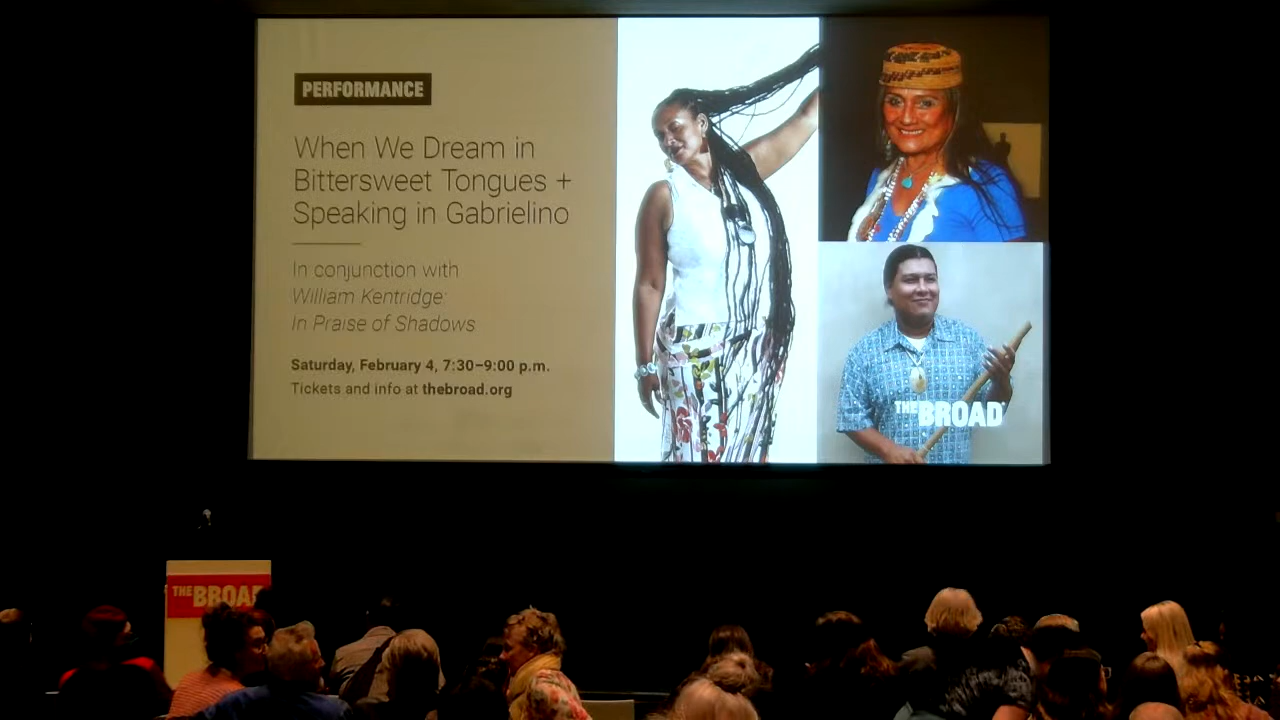 PERFORMANCE
When We Dream in
Bittersweet Tongues +
Speaking in Gabrielino
In conjunction with
William Kentridge:
In Praise of Shadows
Saturday, February 4, 7:30–9:00 p.m.
Tickets and info at thebroad.org
THE BROAD
THE BROAD